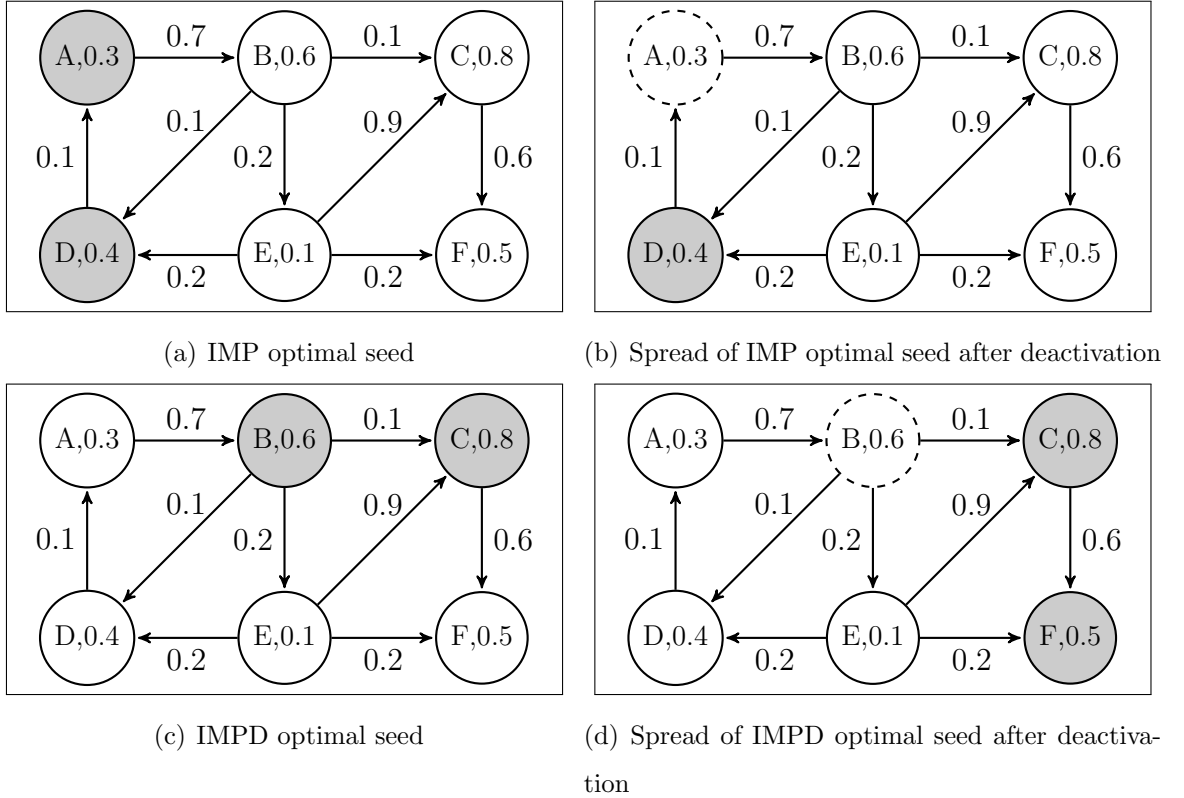 0.7 0.1
A,0.3 B,0.6 C,0.8
0.1 0.9
0.1 0.2 0.6
D,0.4 E,0.1 F,0.5
0.2 0.2
(a) IMP optimal seed
0.7 0.1
A,0.3 B,0.6 C,0.8
0.1 0.9
0.1 0.2 0.6
D,0.4 E,0.1 F,0.5
0.2 0.2
(b) Spread of IMP optimal seed after deactivation
0.7 0.1
A,0.3 B,0.6 C,0.8
0.1 0.9
0.1 0.2 0.6
D,0.4 E,0.1 F,0.5
0.2 0.2
(c) IMPD optimal seed
0.7 0.1
A,0.3 B,0.6 C,0.8
0.1 0.9
0.1 0.2 0.6
D,0.4 E,0.1 F,0.5
0.2 0.2
(d) Spread of IMPD optimal seed after deactiva-
tion